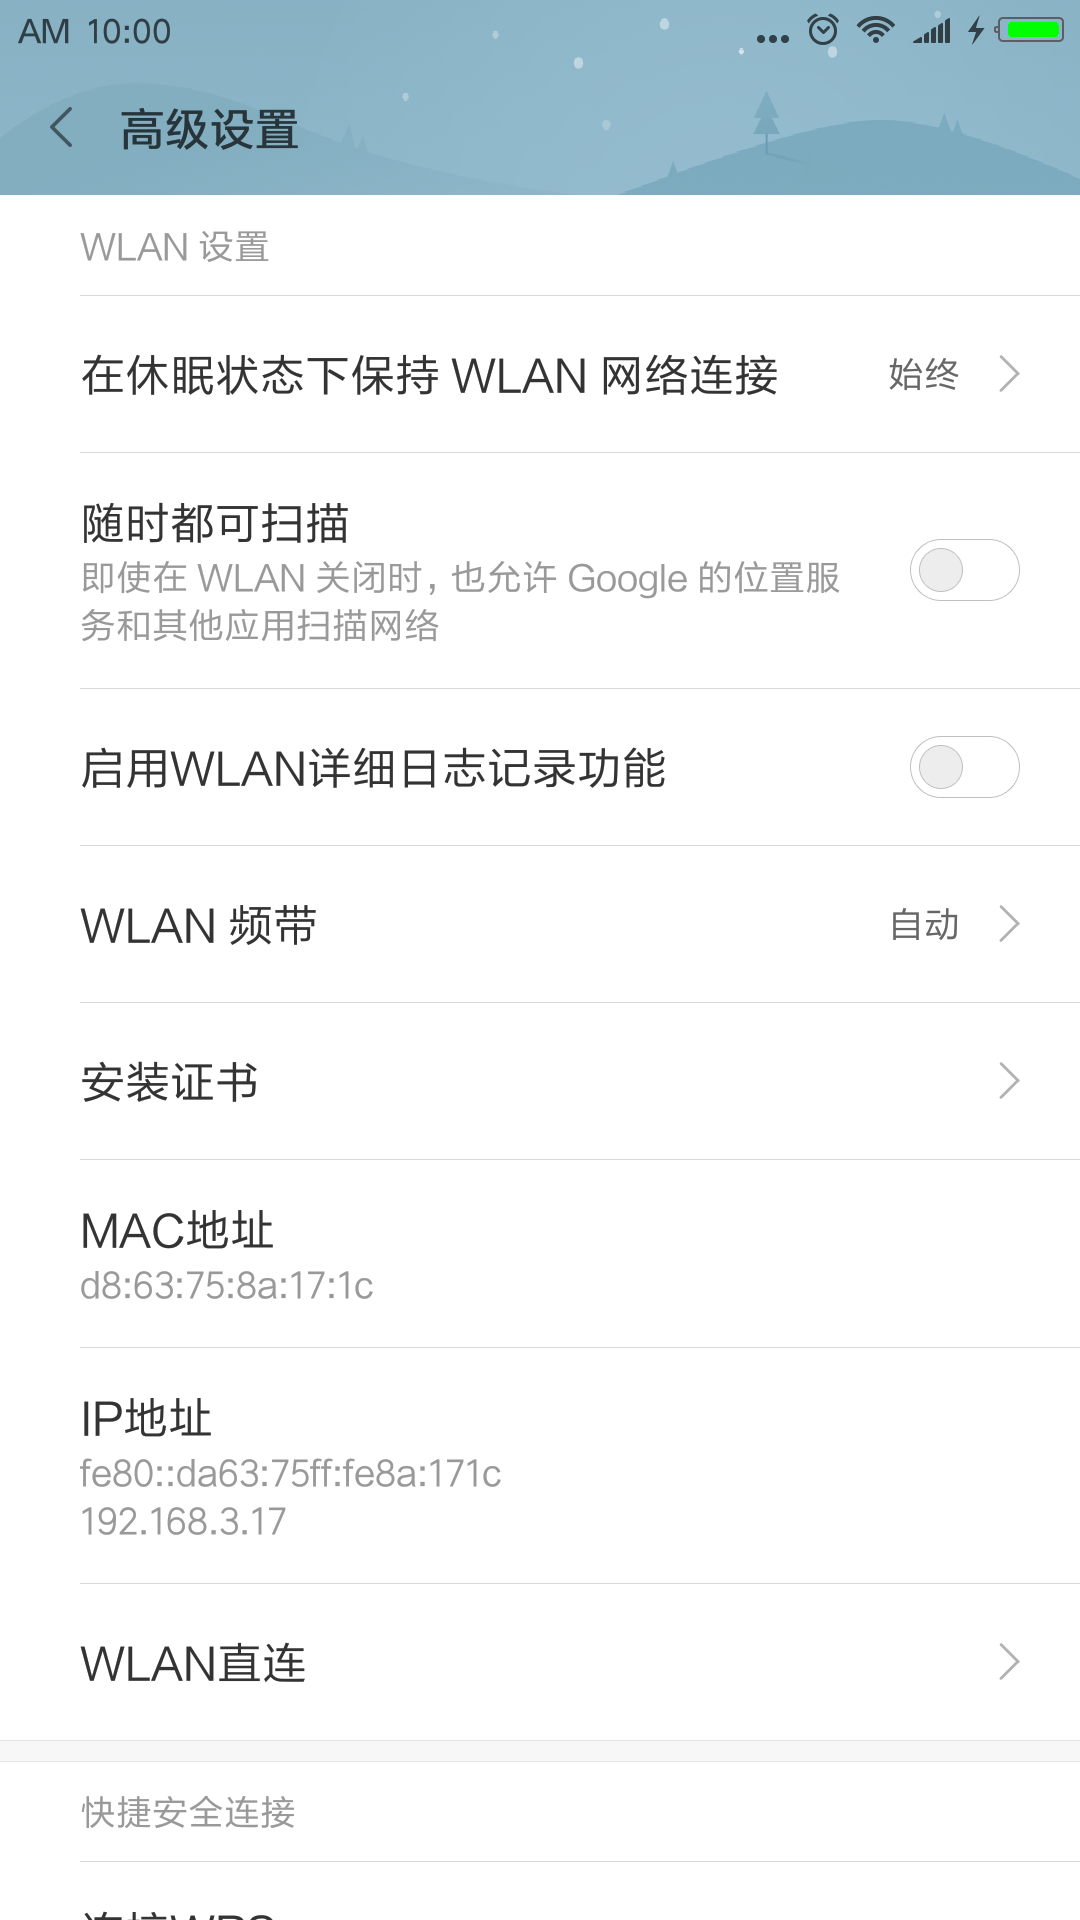 AM 10:00
高级设置
WLAN 设置
在休眠状态下保持 WLAN 网络连接
始终
随时都可扫描
即使在 WLAN 关闭时，也允许 Google 的位置服
务和其他应用扫描网络
启用WLAN详细日志记录功能
WLAN 频带
自动
安装证书
MAC地址
d8:63:75:8a:17:1c
IP地址
fe80::da63:75ff:fe8a:171c
192.168.3.17
WLAN直连
快捷安全连接
连接WPS